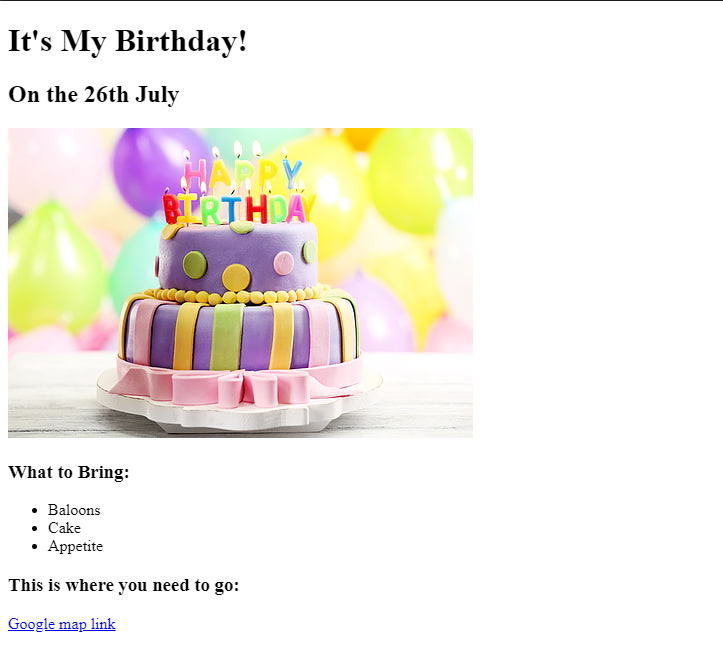 It's My Birthday!
On the 26th July
HAPPY
BIRTHDAY
What to Bring:
Baloons
Cake
Appetite
This is where you need to go:
Google map link